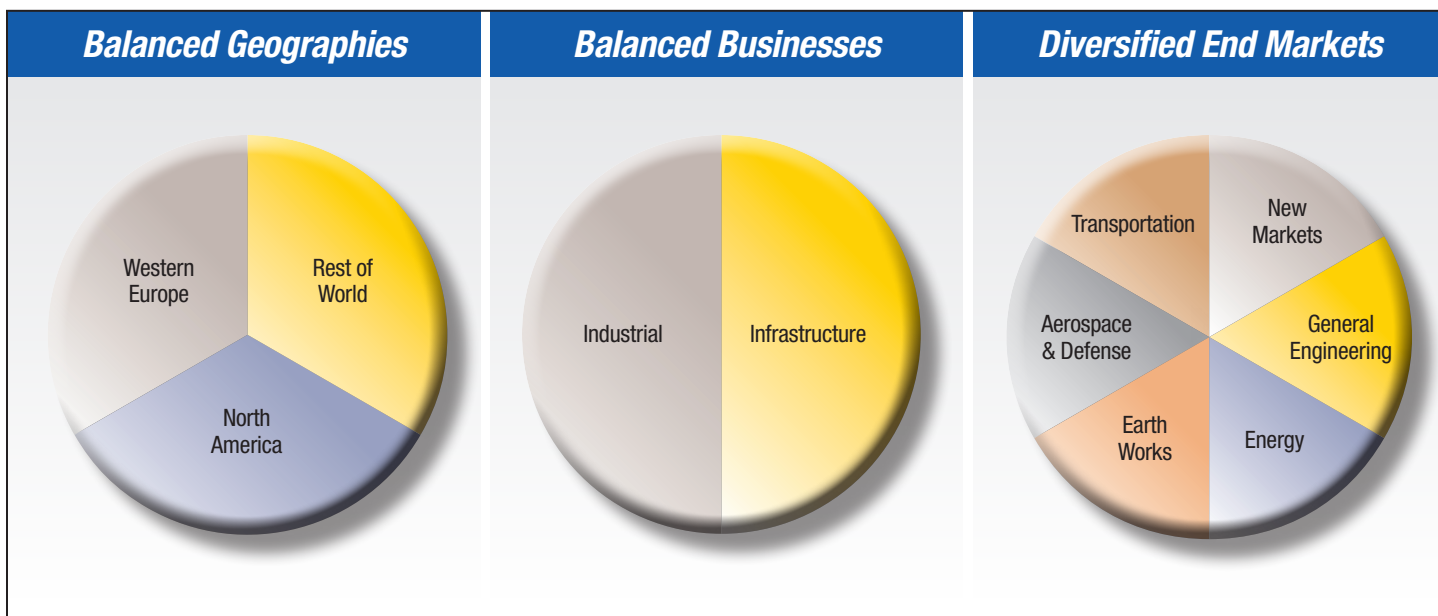 Balanced Geographies
Western
Europe
Rest of
World
North
America
Balanced Businesses
Industrial
Infrastructure
Diversified End Markets
Transportation
New
Markets
Aerospace
& Defense
General
Engineering
Earth
Works
Energy